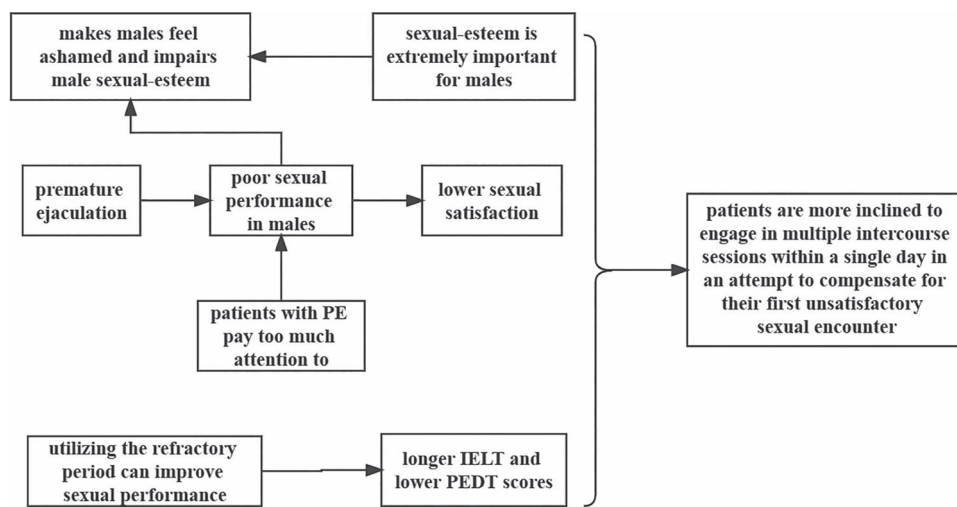 makes males feel
ashamed and impairs
male sexual-esteem
sexual-esteem is
extremely important
for males
premature
ejaculation
poor sexual
performance
in males
lower sexual
satisfaction
patients with PE
pay too much
attention to
utilizing the refractory
period can improve
sexual performance
longer IELT and
lower PEDT scores
patients are more inclined to
engage in multiple intercourse
sessions within a single day in
an attempt to compensate for
their first unsatisfactory
sexual encounter